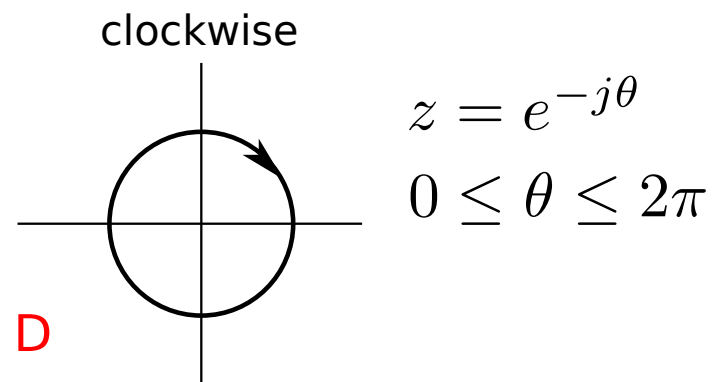 clockwise
z = e^{-jθ}
0 ≤ θ ≤ 2π
D